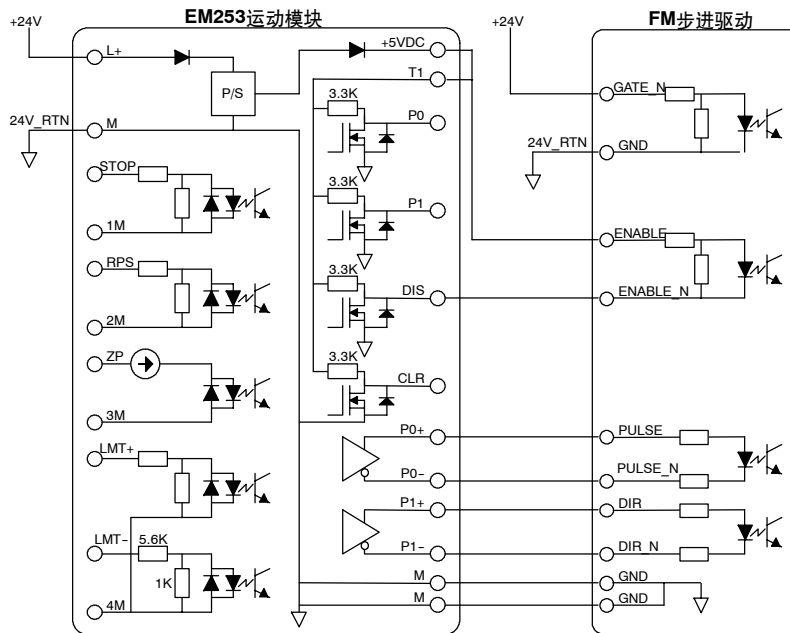 EM253运动模块
FM步进驱动
+24V
L+
P/S
24V_RTN
M
STOP
1M
RPS
2M
ZP
3M
LMT+
LMT-
5.6K
1K
4M
+5VDC
T1
3.3K
P0
3.3K
P1
3.3K
DIS
3.3K
CLR
P0+
P0-
P1+
P1-
M
M
+24V
GATE_N
24V_RTN
GND
ENABLE
ENABLE_N
PULSE
PULSE_N
DIR
DIR_N
GND
GND